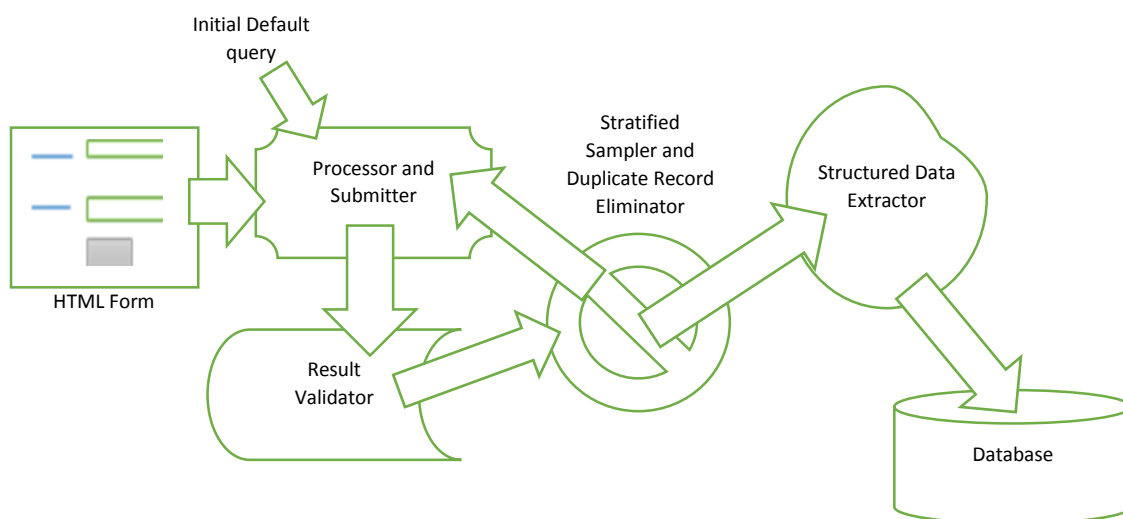 Initial Default
query
HTML Form
Processor and
Submitter
Result
Validator
Stratified
Sampler and
Duplicate Record
Eliminator
Structured Data
Extractor
Database